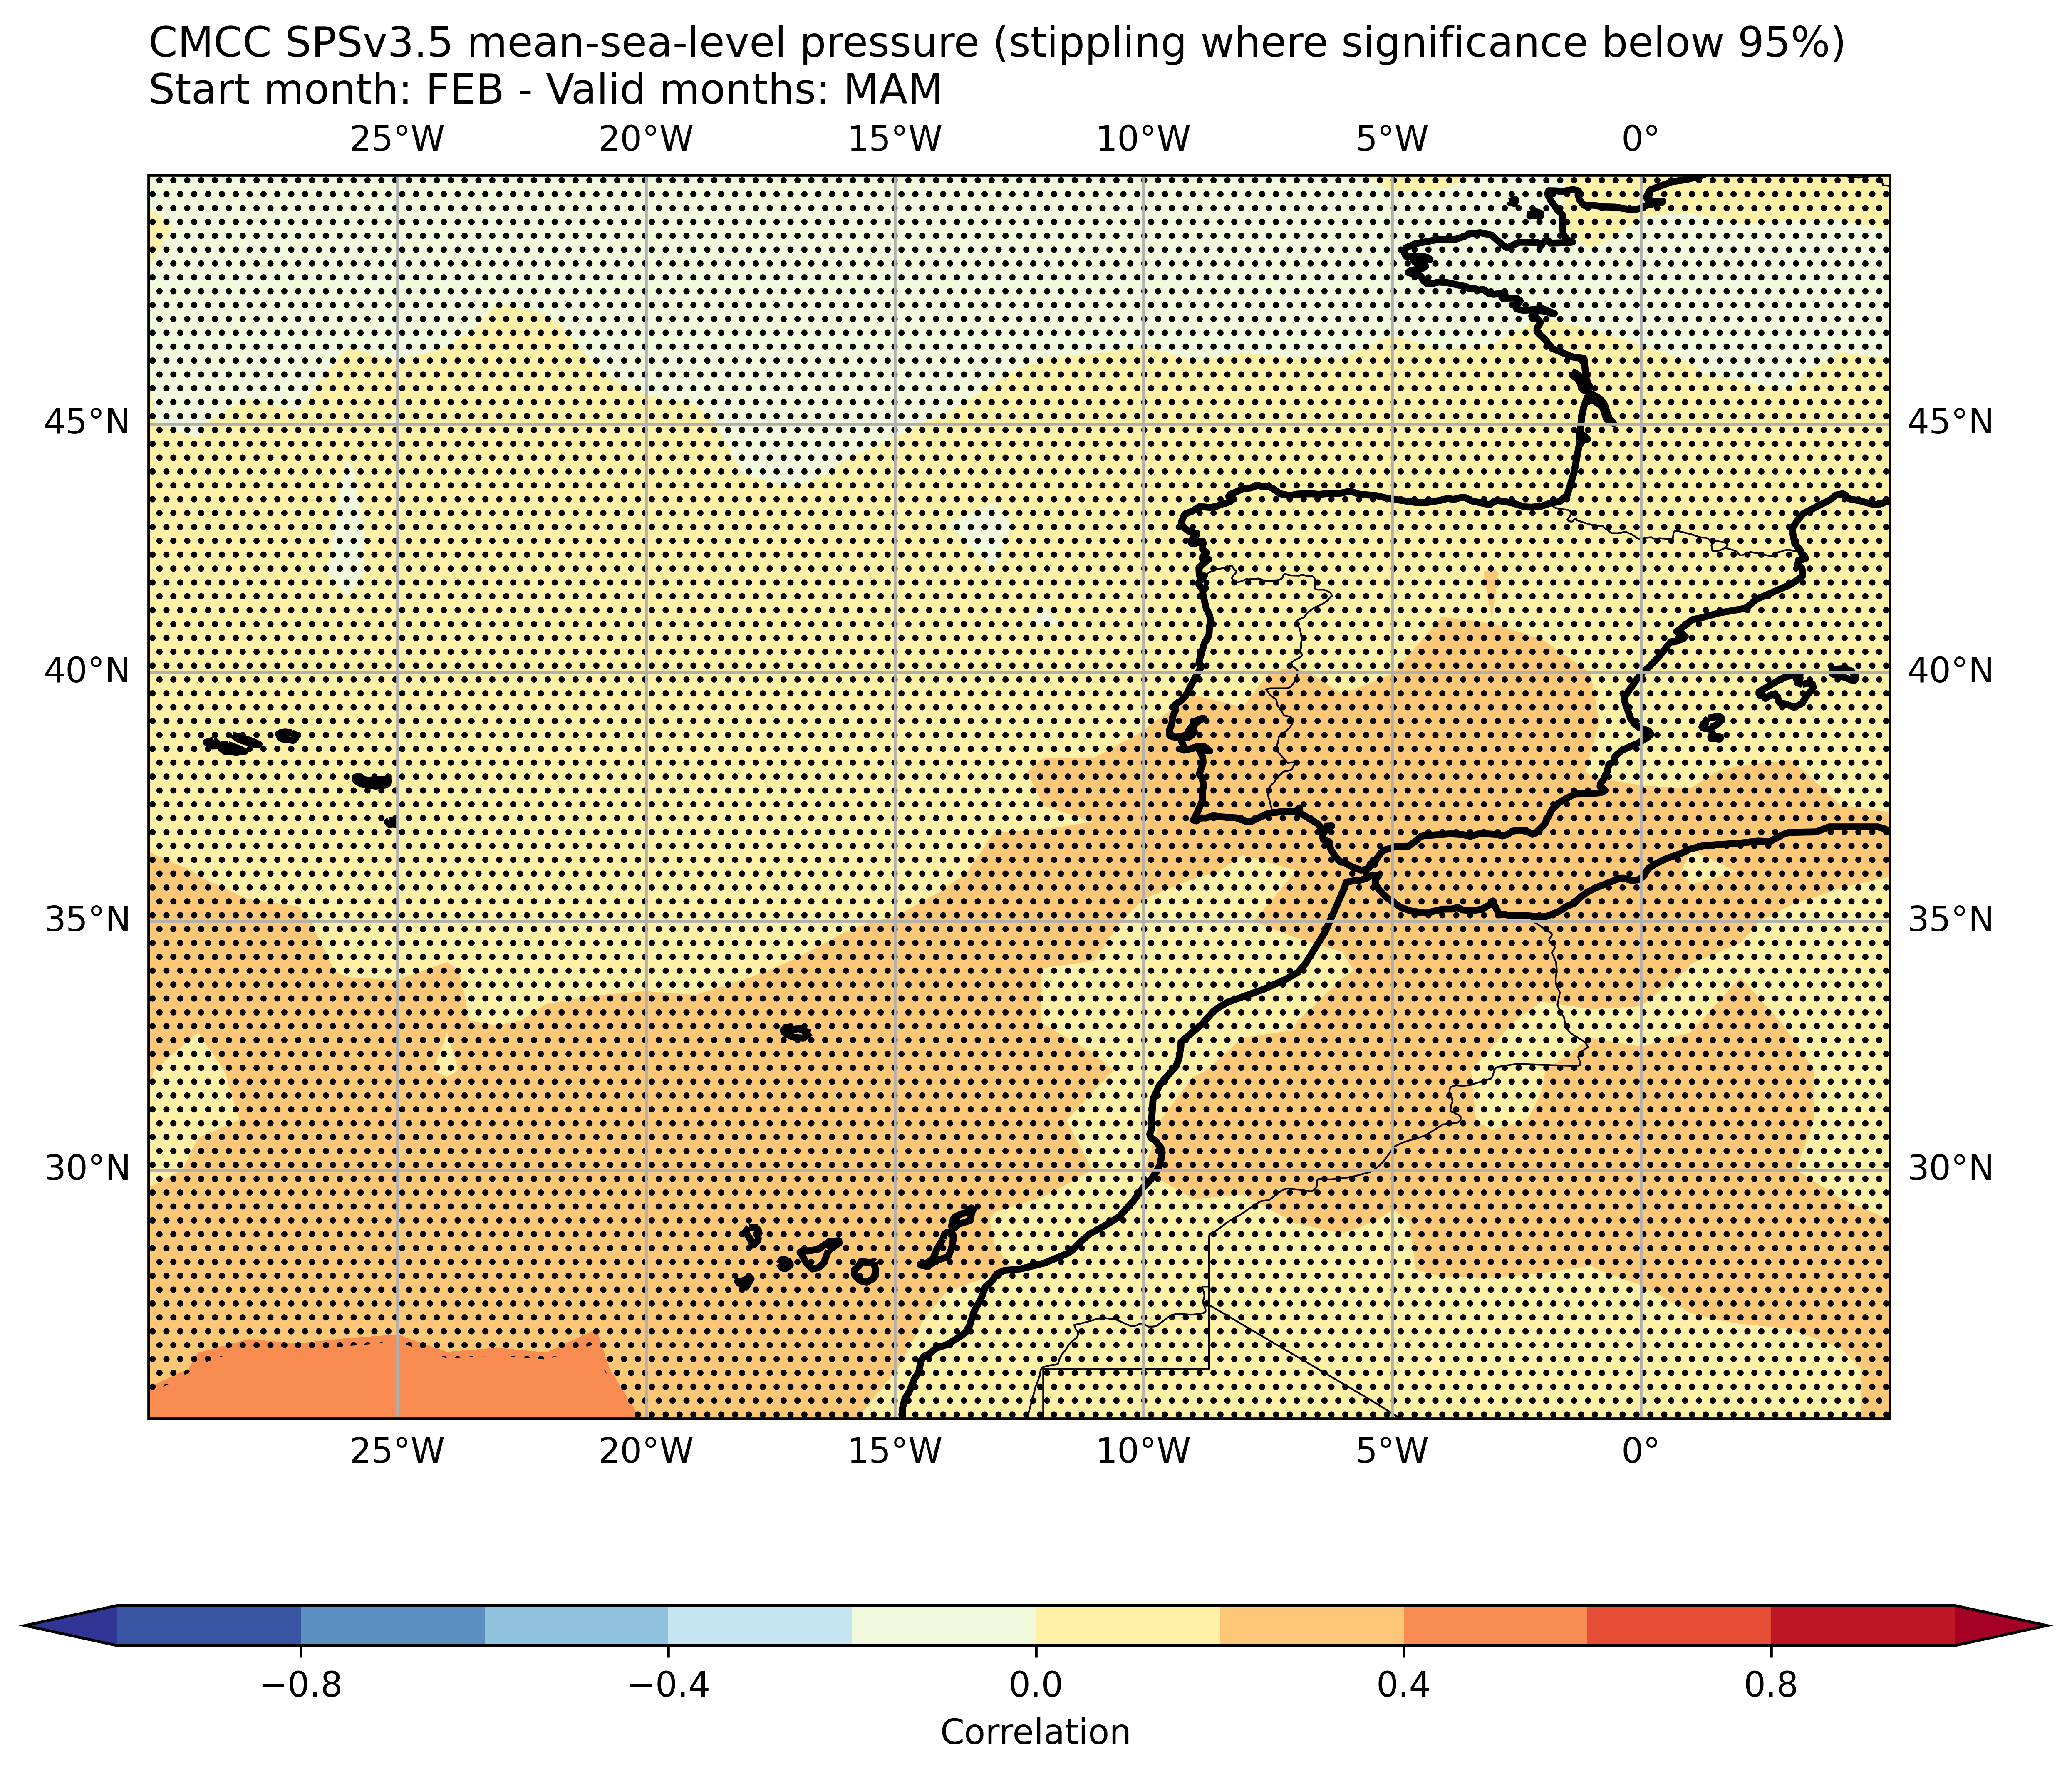 CMCC SPSv3.5 mean-sea-level pressure (stippling where significance below 95%)
Start month: FEB - Valid months: MAM
25°W 20°W 15°W 10°W 5°W 0°
45°N 45°N
40°N 40°N
35°N 35°N
30°N 30°N
25°W 20°W 15°W 10°W 5°W 0°
−0.8 −0.4 0.0 0.4 0.8
Correlation